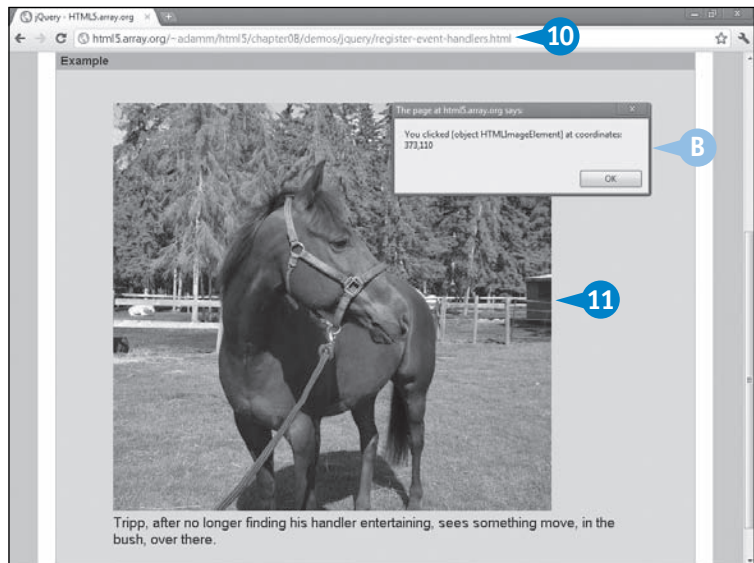 jQuery - HTML5.array.org
html5.array.org/~adamm/html5/chapter08/demos/jquery/register-event-handlers.html
10
Example
The page at html5.array.org says:
You clicked [object HTMLImageElement] at coordinates:
373,110
OK
B
11
Tripp, after no longer finding his handler entertaining, sees something move, in the
bush, over there.